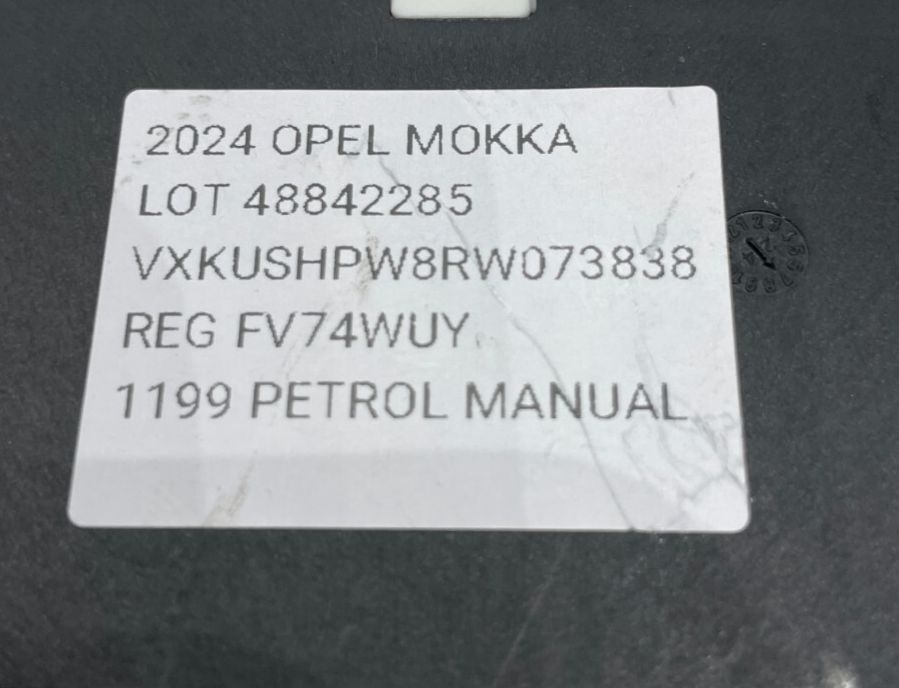 2024 OPEL MOKKA
LOT 48842285
VXKUSHPW8RW073838
REG FV74WUY
1199 PETROL MANUAL